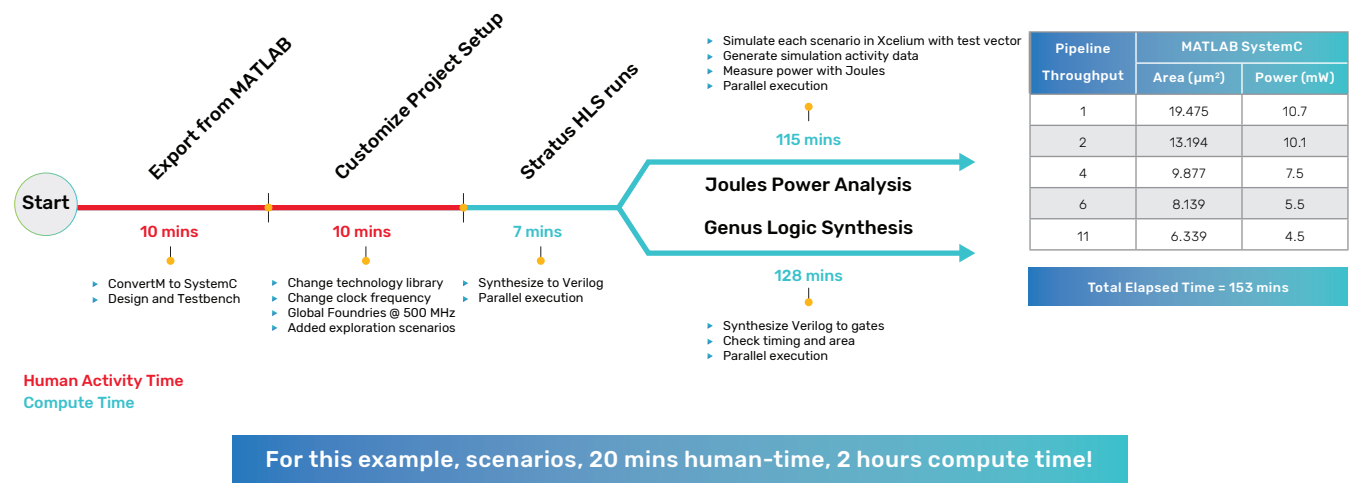 Start
Export from MATLAB
10 mins
ConvertM to SystemC
Design and Testbench
Customize Project Setup
10 mins
Change technology library
Change clock frequency
Global Foundries @ 500 MHz
Added exploration scenarios
Stratus HLS runs
7 mins
Synthesize to Verilog
Parallel execution
Simulate each scenario in Xcelium with test vector
Generate simulation activity data
Measure power with Joules
Parallel execution
115 mins
Joules Power Analysis
Genus Logic Synthesis
128 mins
Synthesize Verilog to gates
Check timing and area
Parallel execution
Pipeline
Throughput
MATLAB SystemC
Area (µm²) Power (mW)
1 19.475 10.7
2 13.194 10.1
4 9.877 7.5
6 8.139 5.5
11 6.339 4.5
Total Elapsed Time = 153 mins
Human Activity Time
Compute Time
For this example, scenarios, 20 mins human-time, 2 hours compute time!